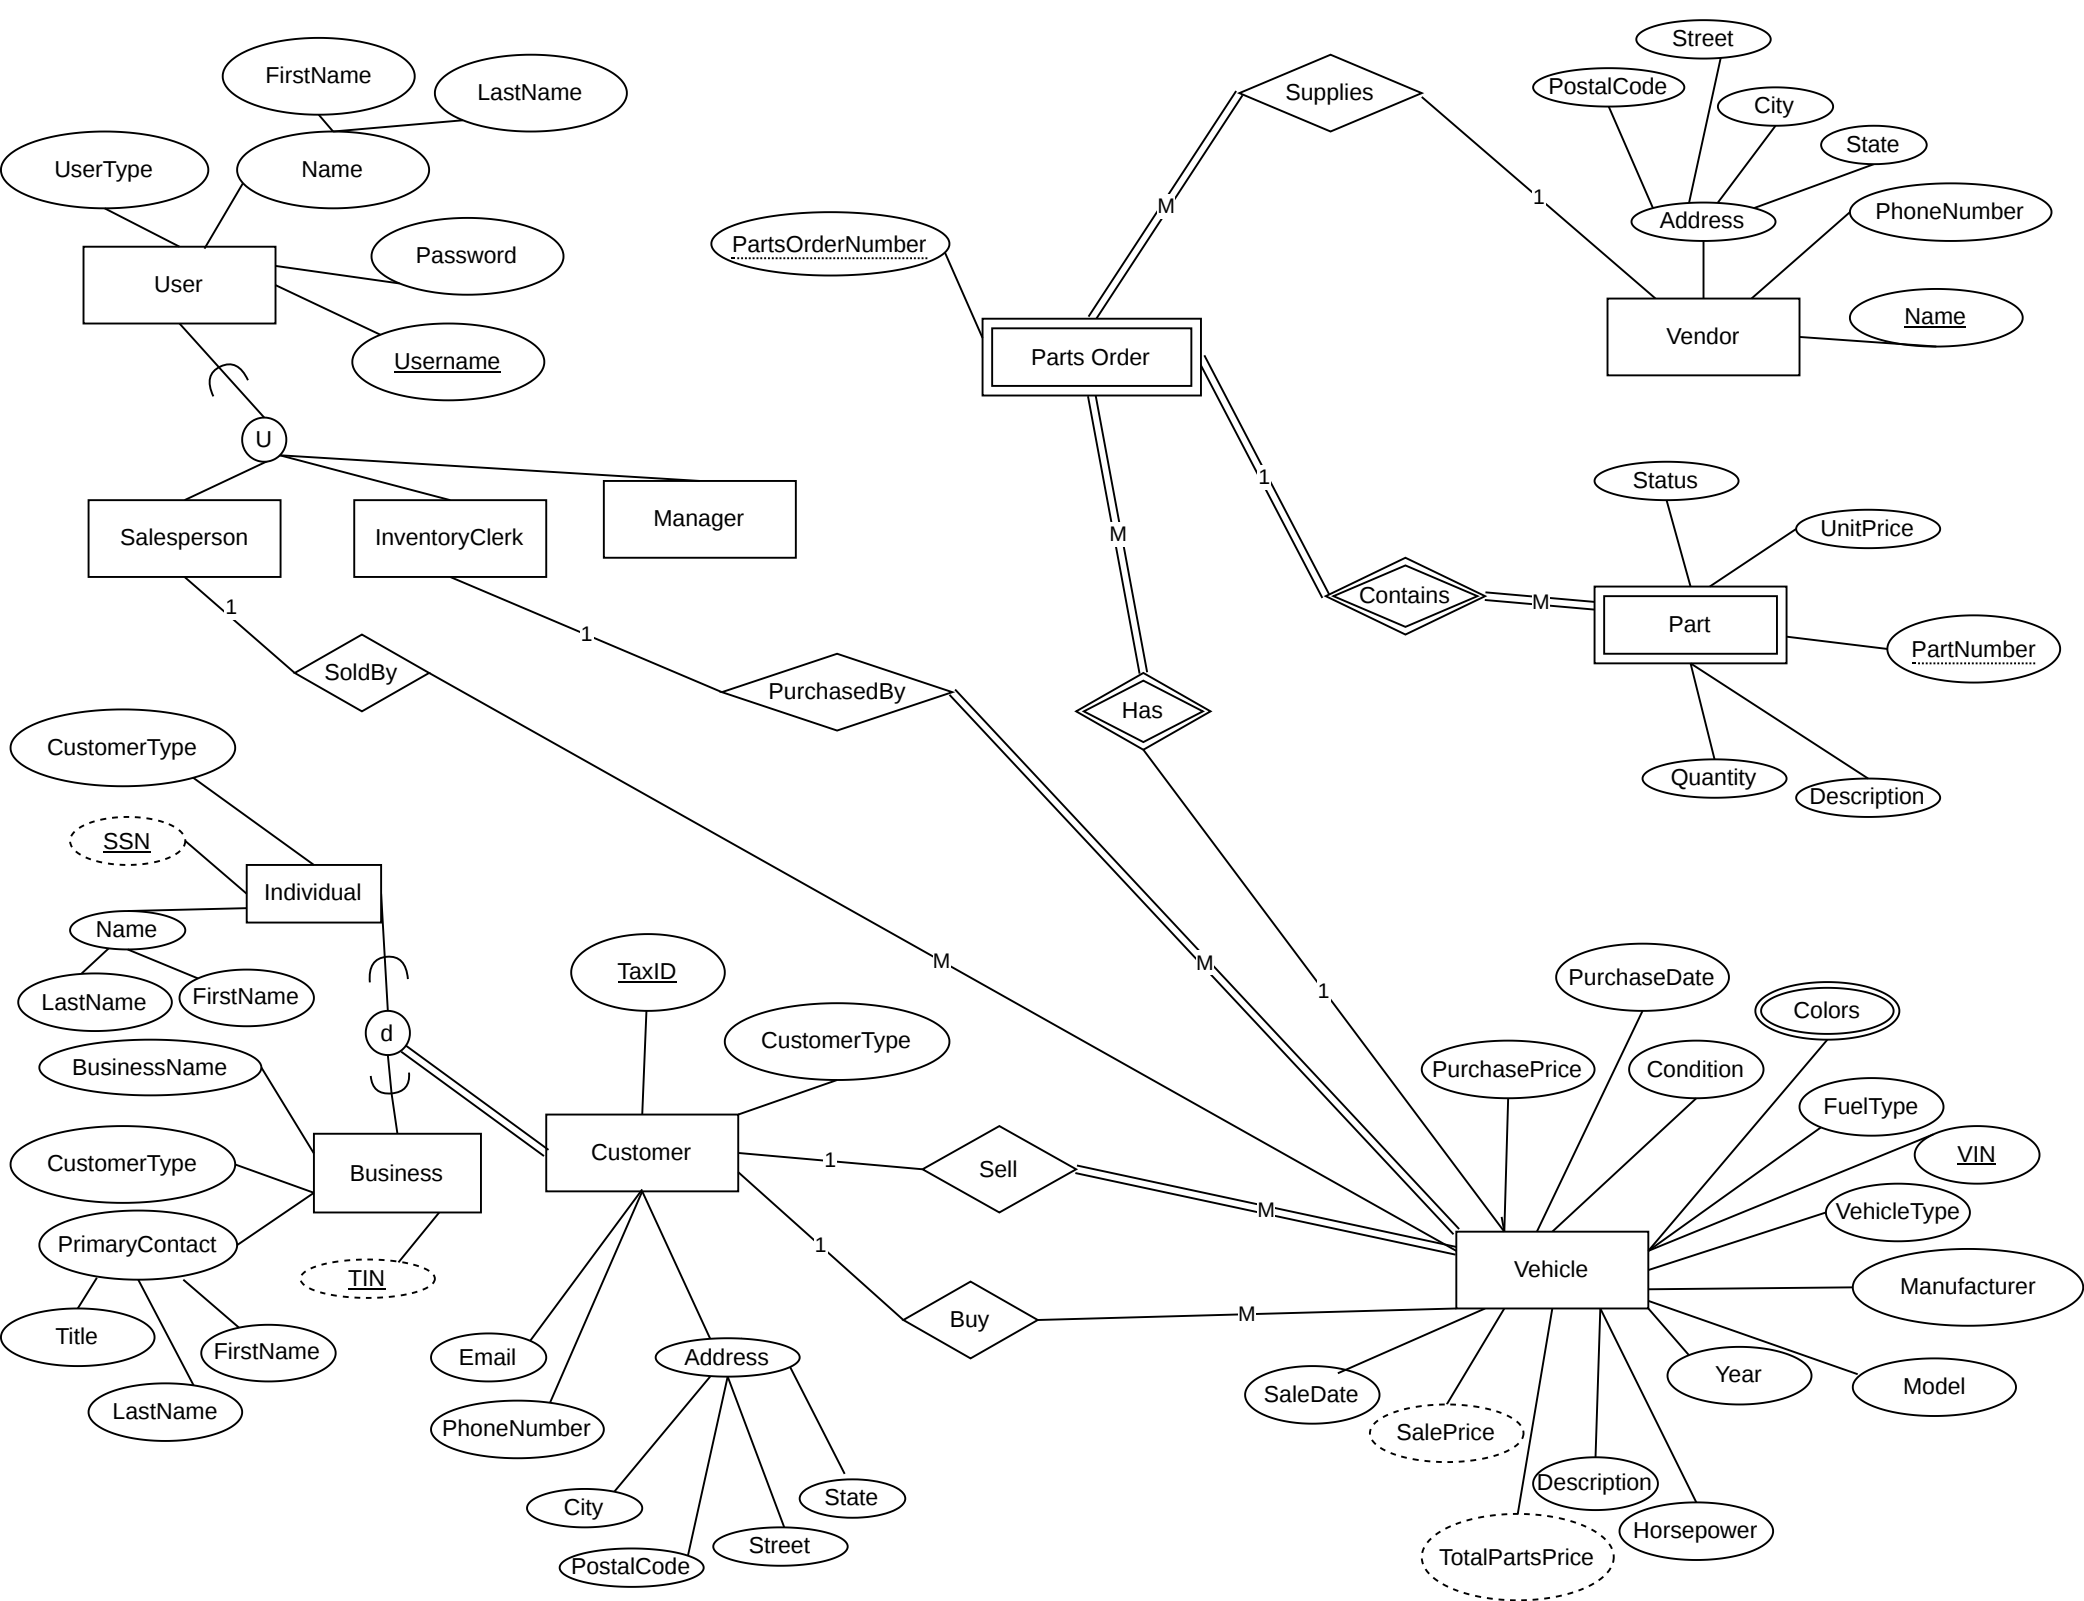 FirstName
LastName
UserType
Name
Password
User
Username
U
Salesperson
InventoryClerk
Manager
1
1
SoldBy
PurchasedBy
Supplies
M
1
PartsOrderNumber
Parts Order
Street
PostalCode
City
State
Address
PhoneNumber
Name
Vendor
1
M
Contains
M
Has
Status
UnitPrice
Part
PartNumber
Quantity
Description
CustomerType
SSN
Individual
Name
LastName
FirstName
d
BusinessName
CustomerType
Business
PrimaryContact
TIN
Title
FirstName
LastName
TaxID
CustomerType
Customer
M
M
1
1
Sell
M
1
Buy
M
Email
Address
PhoneNumber
City
State
Street
PostalCode
PurchaseDate
Colors
PurchasePrice
Condition
FuelType
VIN
VehicleType
Vehicle
Manufacturer
Year
Model
SaleDate
SalePrice
Description
Horsepower
TotalPartsPrice